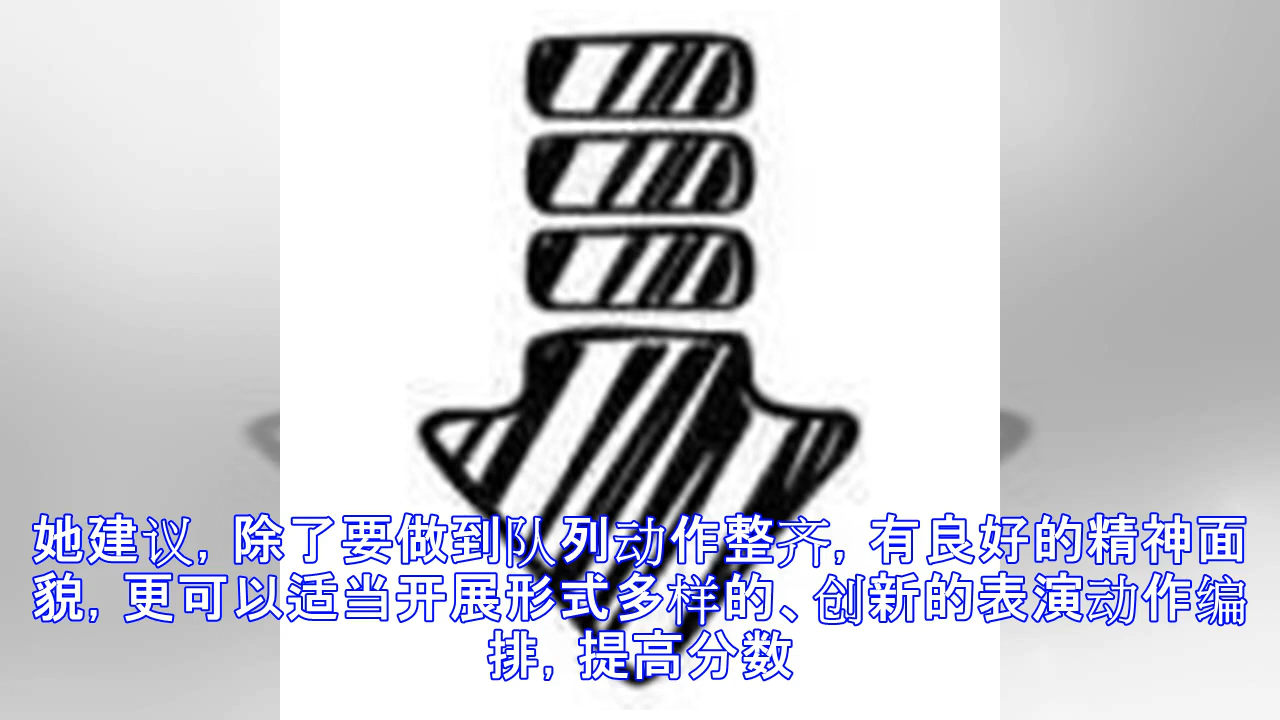 她建议, 除了要做到队列动作整齐, 有良好的精神面
貌, 更可以适当开展形式多样的、创新的表演动作编
排, 提高分数